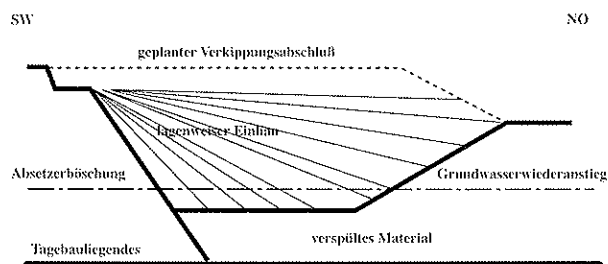 SW NO
geplanter Verkippungsabschluß
lagenweiser Einbau
Absetzerböschung Grundwasserwiederanstieg
verspültes Material
Tagebauliegendes